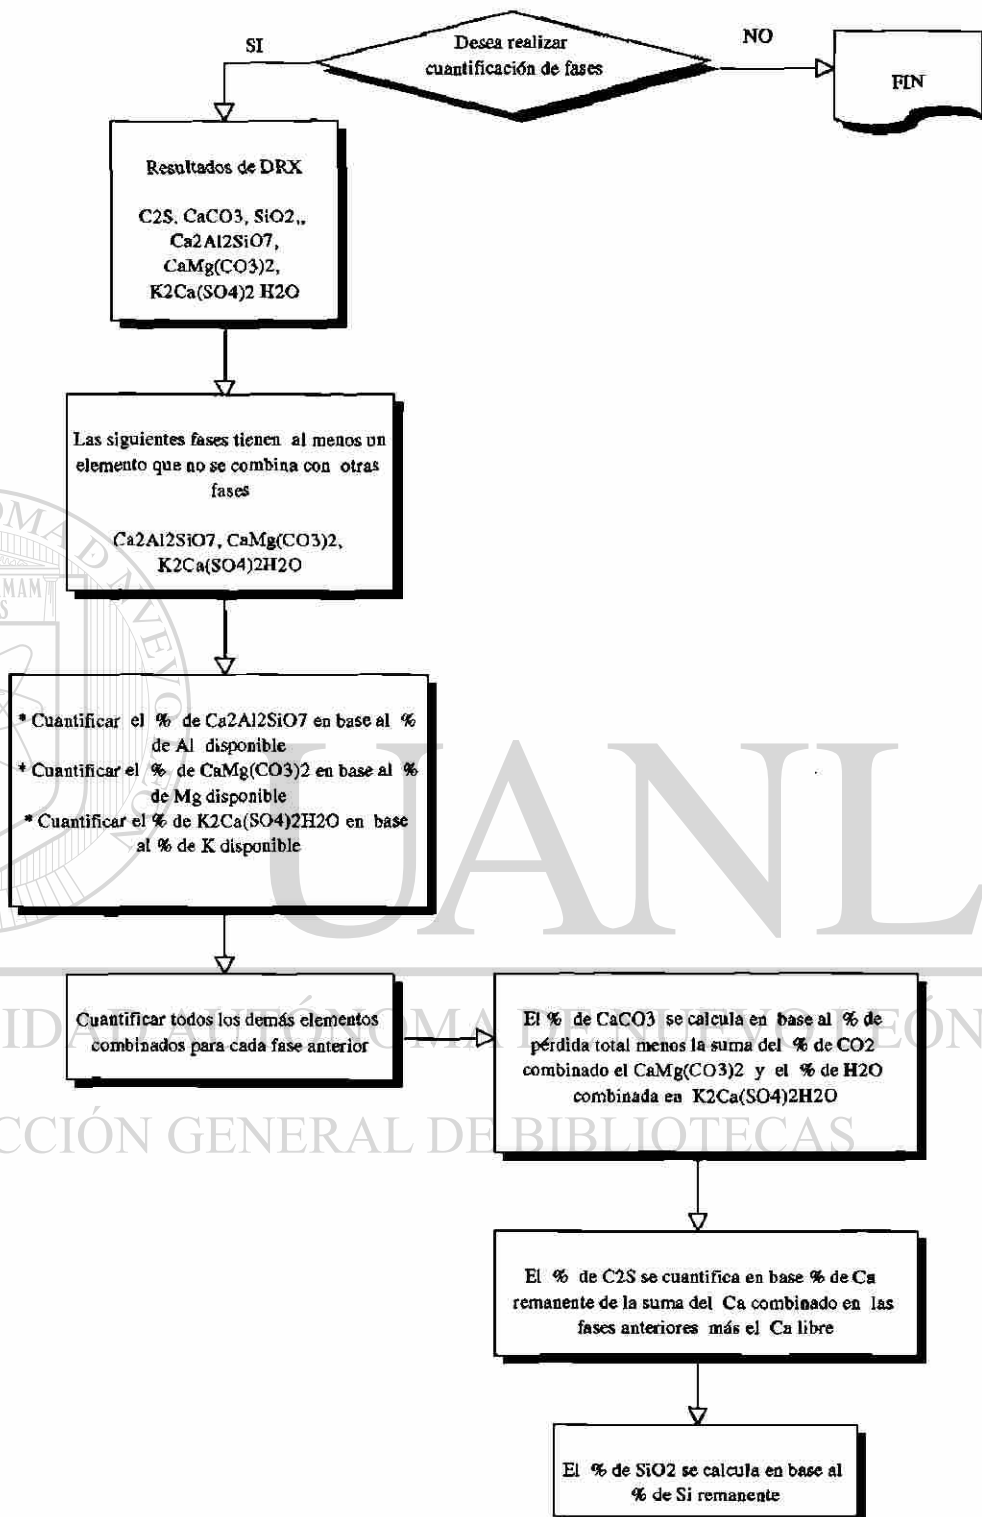 SI
Desea realizar
cuantificación de fases
NO
FIN
Resultados de DRX
C2S, CaCO3, SiO2,,
Ca2Al2SiO7,
CaMg(CO3)2,
K2Ca(SO4)2 H2O
Las siguientes fases tienen al menos un
elemento que no se combina con otras
fases
Ca2Al2SiO7, CaMg(CO3)2,
K2Ca(SO4)2H2O
* Cuantificar el % de Ca2Al2SiO7 en base al %
de Al disponible
* Cuantificar el % de CaMg(CO3)2 en base al %
de Mg disponible
* Cuantificar el % de K2Ca(SO4)2H2O en base
al % de K disponible
UANL
Cuantificar todos los demás elementos
combinados para cada fase anterior
El % de CaCO3 se calcula en base al % de
pérdida total menos la suma del % de CO2
combinado el CaMg(CO3)2 y el % de H2O
combinada en K2Ca(SO4)2H2O
IDAD AUTÓNOMA DE NUEVO LEÓN
CCIÓN GENERAL DE BIBLIOTECAS
El % de C2S se cuantifica en base % de Ca
remanente de la suma del Ca combinado en las
fases anteriores más el Ca libre
El % de SiO2 se calcula en base al
% de Si remanente